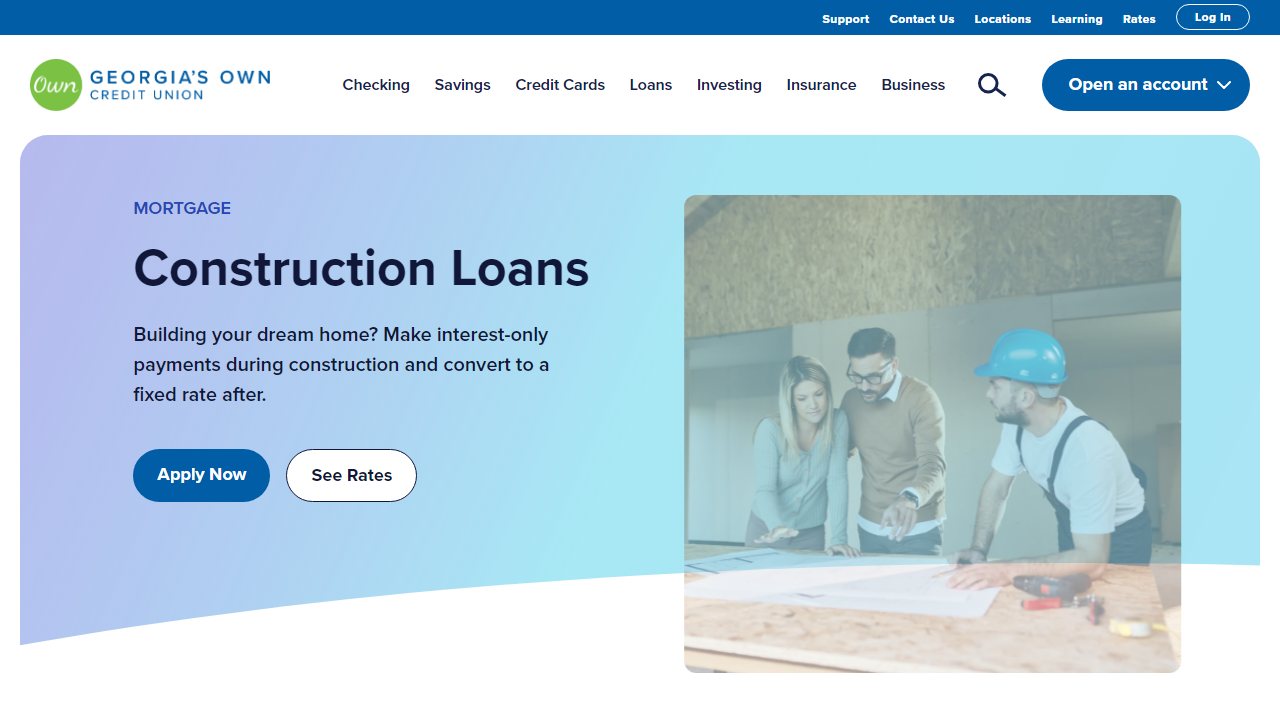 Support Contact Us Locations Learning Rates Log In
Own GEORGIA'S OWN
CREDIT UNION
Checking Savings Credit Cards Loans Investing Insurance Business Open an account
MORTGAGE
Construction Loans
Building your dream home? Make interest-only
payments during construction and convert to a
fixed rate after.
Apply Now See Rates